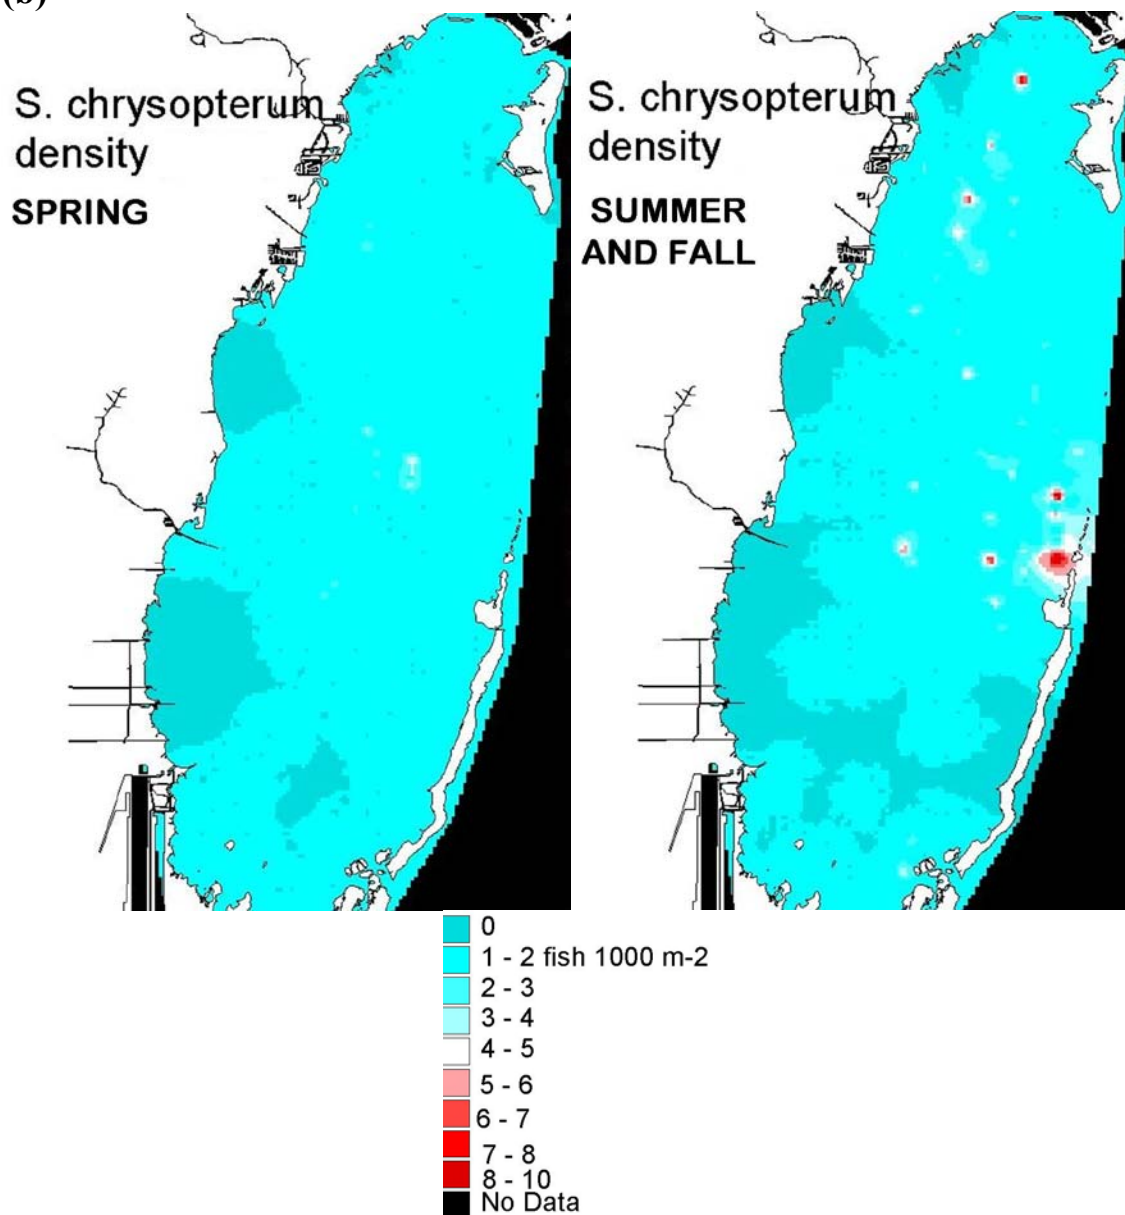 (b)
S. chrysopterum
density
SPRING
S. chrysopterum
density
SUMMER
AND FALL
0
1 - 2 fish 1000 m-2
2 - 3
3 - 4
4 - 5
5 - 6
6 - 7
7 - 8
8 - 10
No Data